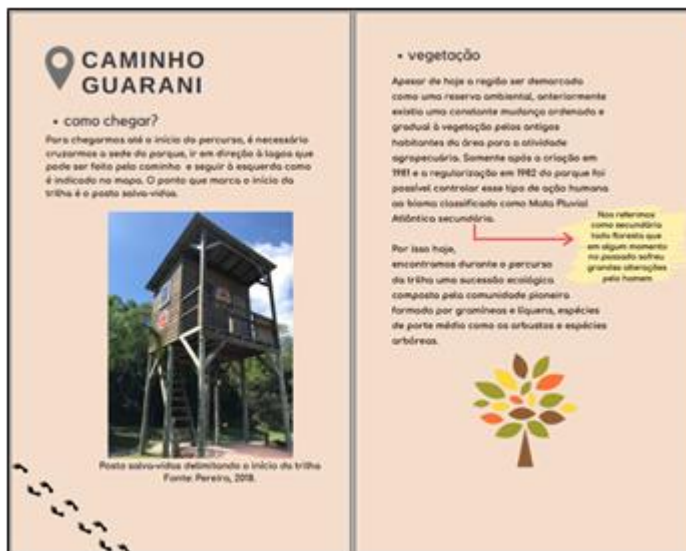 CAMINHO
GUARANI
• como chegar?
Para chegarmos até o início do percurso, é necessário
cruzarmos a sede do parque, ir em direção à lagoa que
pode ser feito pelo caminho e seguir à esquerda como
é indicado no mapa. O ponto que marca o início da
trilha é o posto salva-vidas.
Posto salva-vidas delimitando o início da trilha
Fonte: Pereira, 2018.
• vegetação
Apesar de hoje a região ser demarcada
como uma reserva ambiental, anteriormente
existia uma constante mudança ordenada e
gradual à vegetação pelos antigos
habitantes da área para a atividade
agropecuária. Somente após a criação em
1981 e a regularização em 1982 do parque foi
possível controlar esse tipo de ação humana
ao bioma classificado como Mata Pluvial
Atlântica secundária.
Nos referimos
como secundária
toda floresta que
em algum momento
no passado sofreu
grandes alterações
pelo homem
Por isso hoje,
encontramos durante o percurso
da trilha uma sucessão ecológica
composta pela comunidade pioneira
formada por gramíneas e líquens, espécies
de porte médio como os arbustos e espécies
arbóreas.